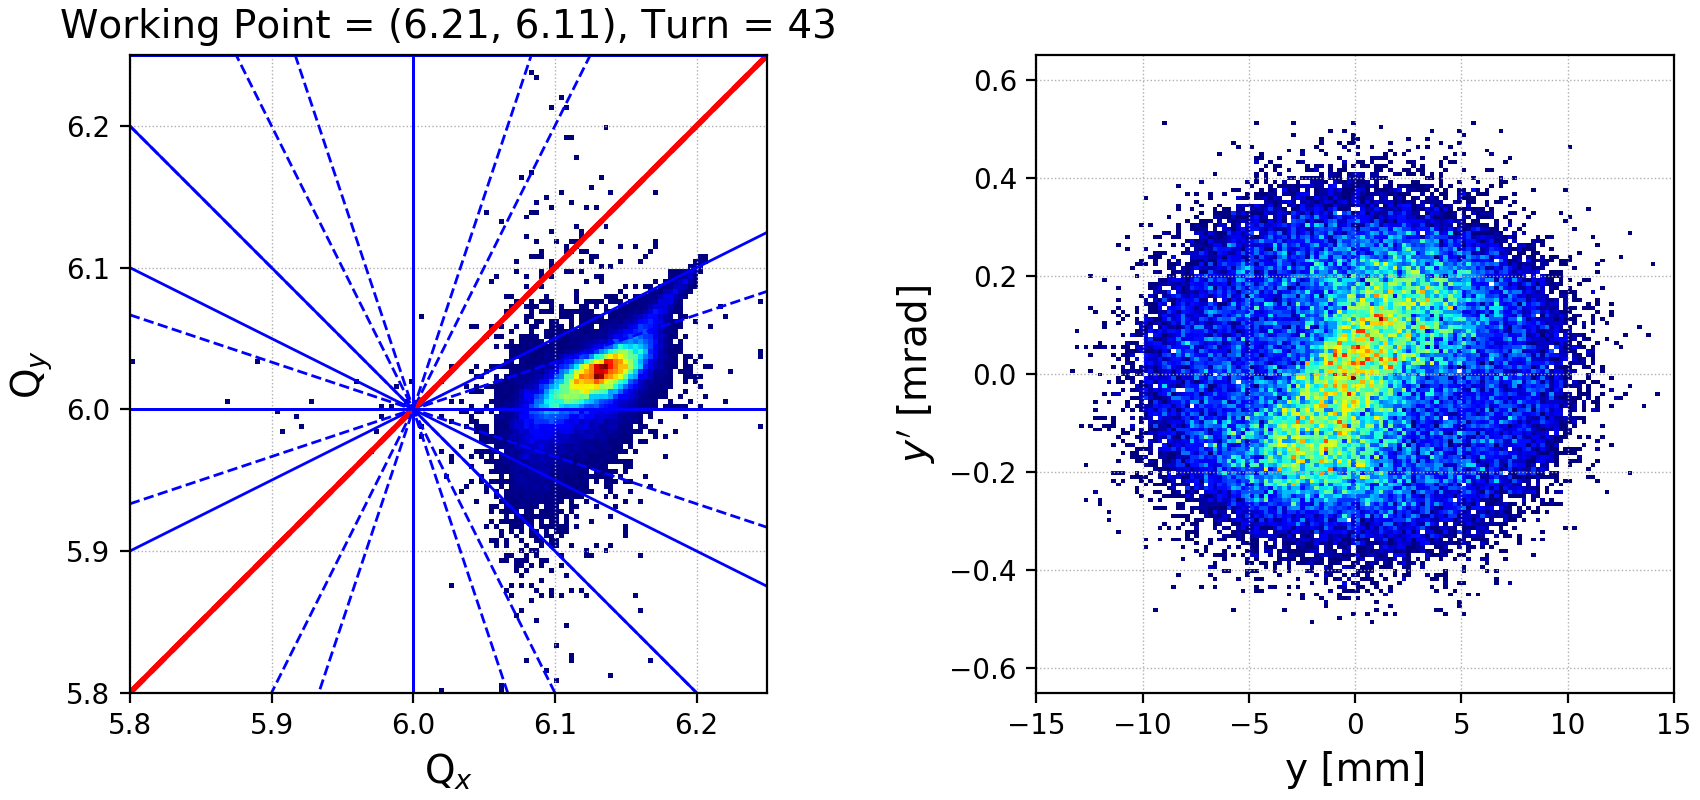 Working Point = (6.21, 6.11), Turn = 43
6.2
6.1
6.0
5.9
5.8
Q_y
5.8 5.9 6.0 6.1 6.2
Q_x
0.6
0.4
0.2
0.0
−0.2
−0.4
−0.6
y′ [mrad]
−15 −10 −5 0 5 10 15
y [mm]